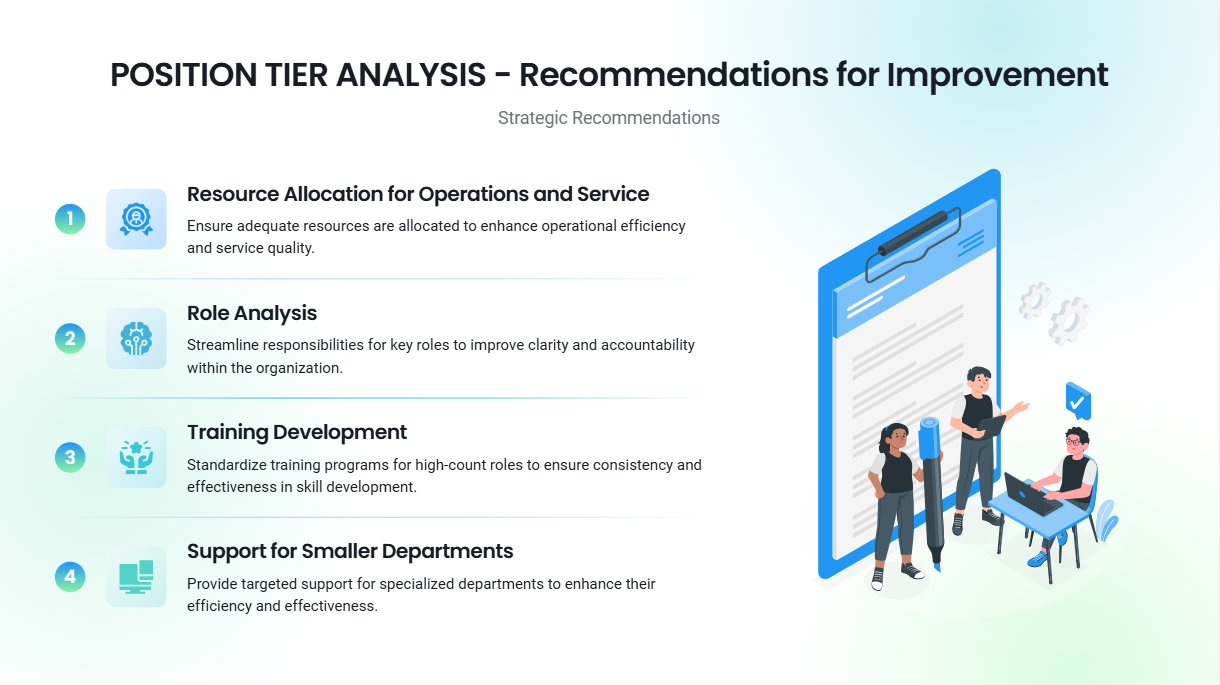 POSITION TIER ANALYSIS - Recommendations for Improvement
Strategic Recommendations
1
Resource Allocation for Operations and Service
Ensure adequate resources are allocated to enhance operational efficiency
and service quality.
2
Role Analysis
Streamline responsibilities for key roles to improve clarity and accountability
within the organization.
3
Training Development
Standardize training programs for high-count roles to ensure consistency and
effectiveness in skill development.
4
Support for Smaller Departments
Provide targeted support for specialized departments to enhance their
efficiency and effectiveness.